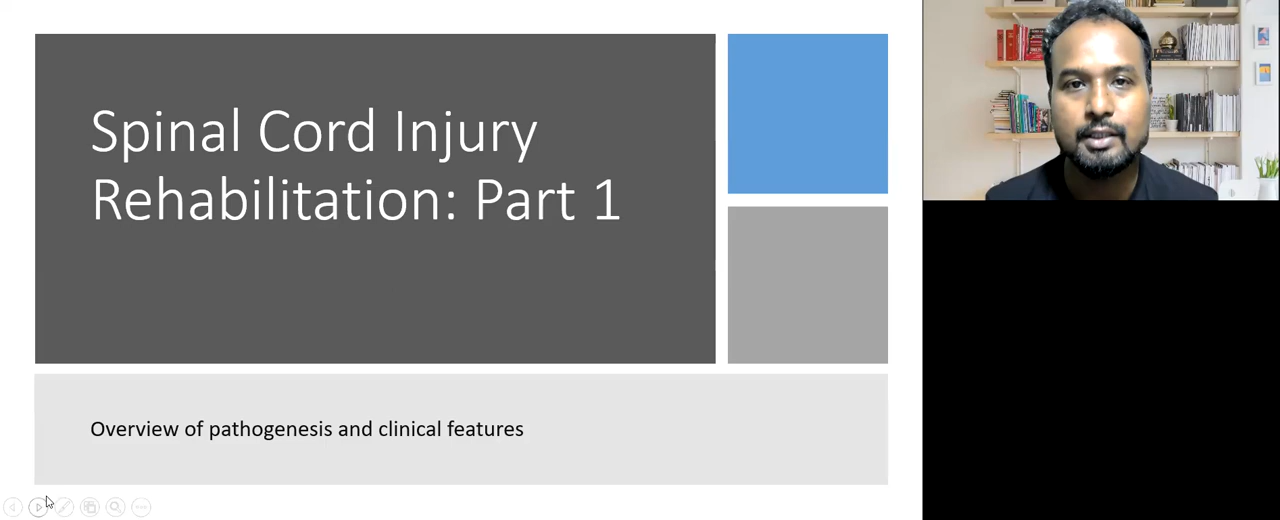 Spinal Cord Injury
Rehabilitation: Part 1
Overview of pathogenesis and clinical features